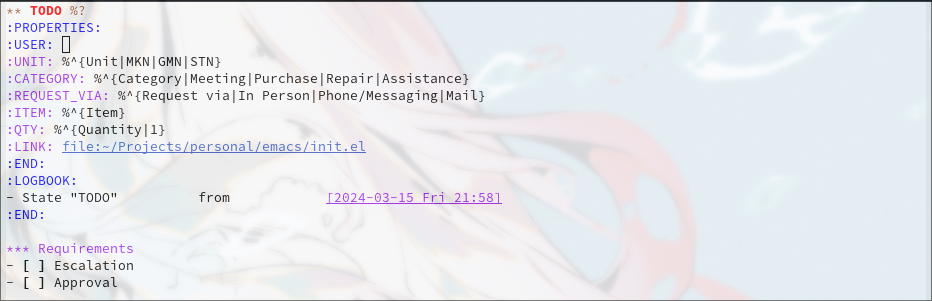 ** TODO %?
:PROPERTIES:
:USER:
:UNIT: %^{Unit|MKN|GMN|STN}
:CATEGORY: %^{Category|Meeting|Purchase|Repair|Assistance}
:REQUEST_VIA: %^{Request via|In Person|Phone/Messaging|Mail}
:ITEM: %^{Item}
:QTY: %^{Quantity|1}
:LINK: file:~/Projects/personal/emacs/init.el
:END:
:LOGBOOK:
- State "TODO"          from            [2024-03-15 Fri 21:58]
:END:
*** Requirements
- [ ] Escalation
- [ ] Approval